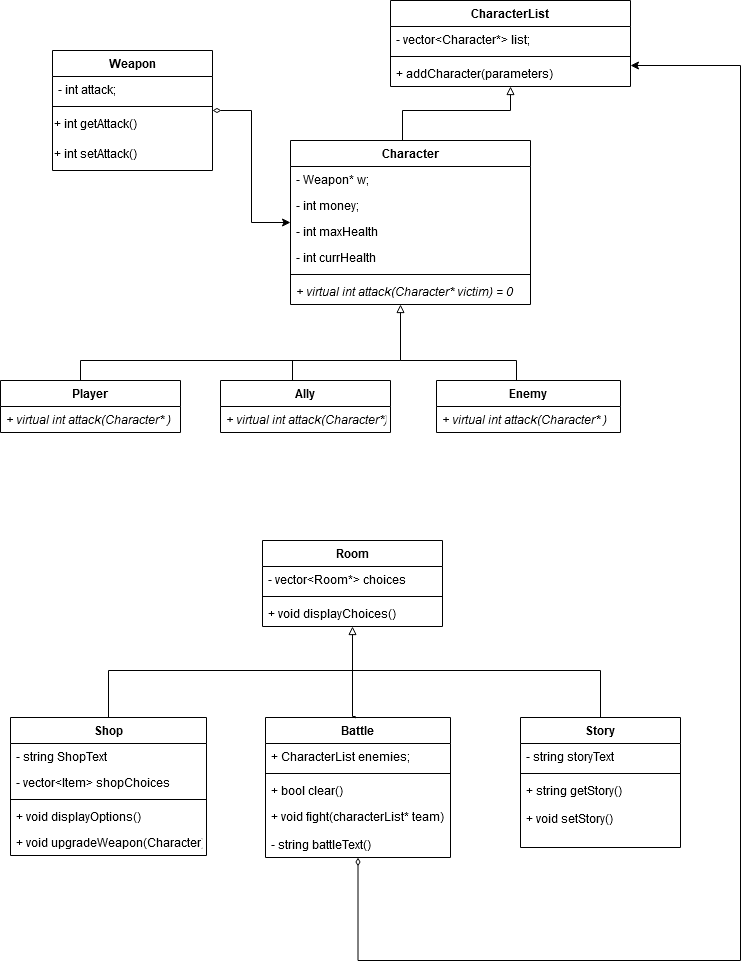 CharacterList
- vector<Character*> list;
+ addCharacter(parameters)
Weapon
- int attack;
+ int getAttack()
+ int setAttack()
Character
- Weapon* w;
- int money;
- int maxHealth
- int currHealth
+ virtual int attack(Character* victim) = 0
Player
+ virtual int attack(Character* )
Ally
+ virtual int attack(Character*)
Enemy
+ virtual int attack(Character* )
Room
- vector<Room*> choices
+ void displayChoices()
Shop
- string ShopText
- vector<Item> shopChoices
+ void displayOptions()
+ void upgradeWeapon(Character
Battle
+ CharacterList enemies;
+ bool clear()
+ void fight(characterList* team)
- string battleText()
Story
- string storyText
+ string getStory()
+ void setStory()